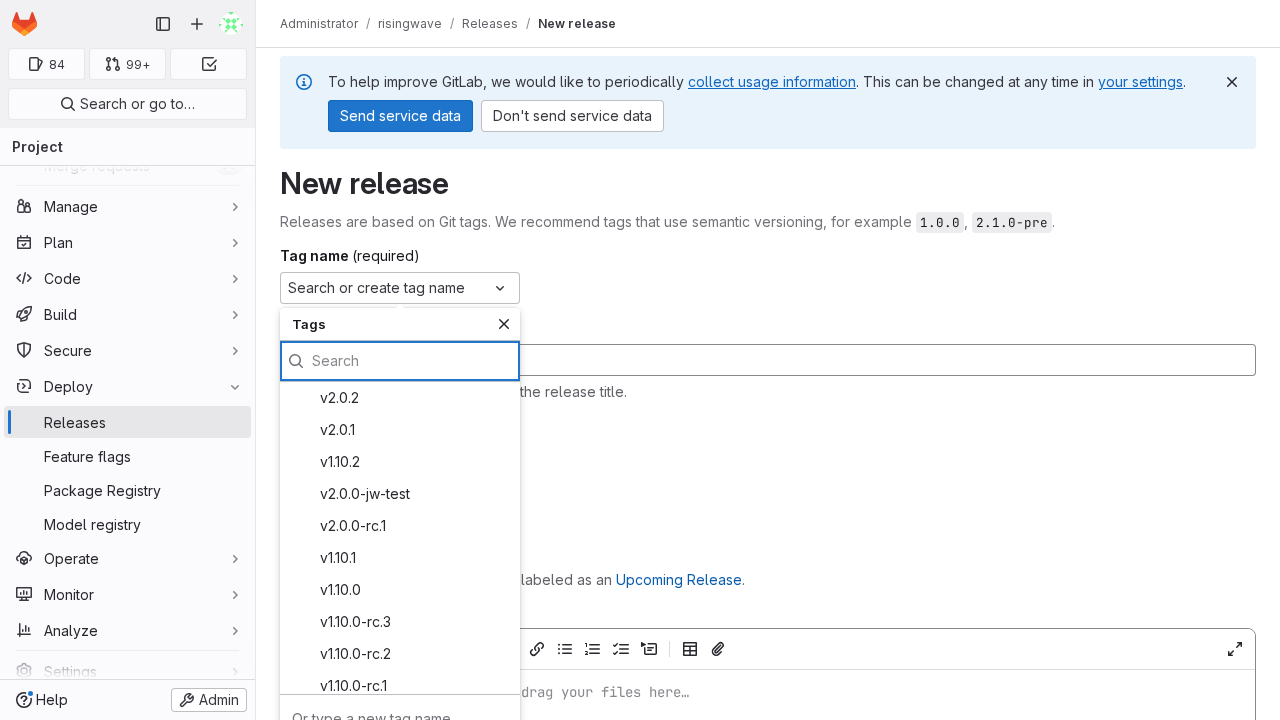 Administrator / risingwave / Releases / New release
84
99+
Search or go to…
Project
Merge requests
Manage
Plan
Code
Build
Secure
Deploy
Releases
Feature flags
Package Registry
Model registry
Operate
Monitor
Analyze
Settings
Help
Admin
To help improve GitLab, we would like to periodically collect usage information. This can be changed at any time in your settings.
Send service data
Don't send service data
New release
Releases are based on Git tags. We recommend tags that use semantic versioning, for example 1.0.0, 2.1.0-pre.
Tag name (required)
Search or create tag name
Tags
Search
the release title.
v2.0.2
v2.0.1
v1.10.2
v2.0.0-jw-test
v2.0.0-rc.1
v1.10.1
v1.10.0
labeled as an Upcoming Release.
v1.10.0-rc.3
v1.10.0-rc.2
v1.10.0-rc.1
drag your files here…
Or type a new tag name